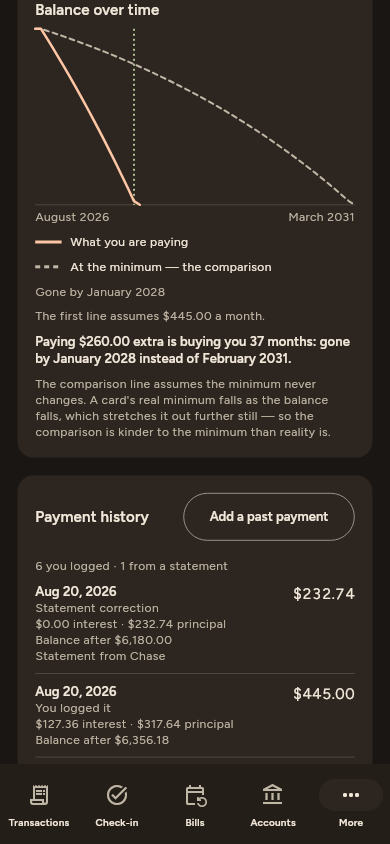 Balance over time
August 2026
March 2031
What you are paying
At the minimum — the comparison
Gone by January 2028
The first line assumes $445.00 a month.
Paying $260.00 extra is buying you 37 months: gone
by January 2028 instead of February 2031.
The comparison line assumes the minimum never
changes. A card's real minimum falls as the balance
falls, which stretches it out further still — so the
comparison is kinder to the minimum than reality is.
Payment history
Add a past payment
6 you logged · 1 from a statement
Aug 20, 2026
$232.74
Statement correction
$0.00 interest · $232.74 principal
Balance after $6,180.00
Statement from Chase
Aug 20, 2026
$445.00
You logged it
$127.36 interest · $317.64 principal
Balance after $6,356.18
Transactions
Check-in
Bills
Accounts
More